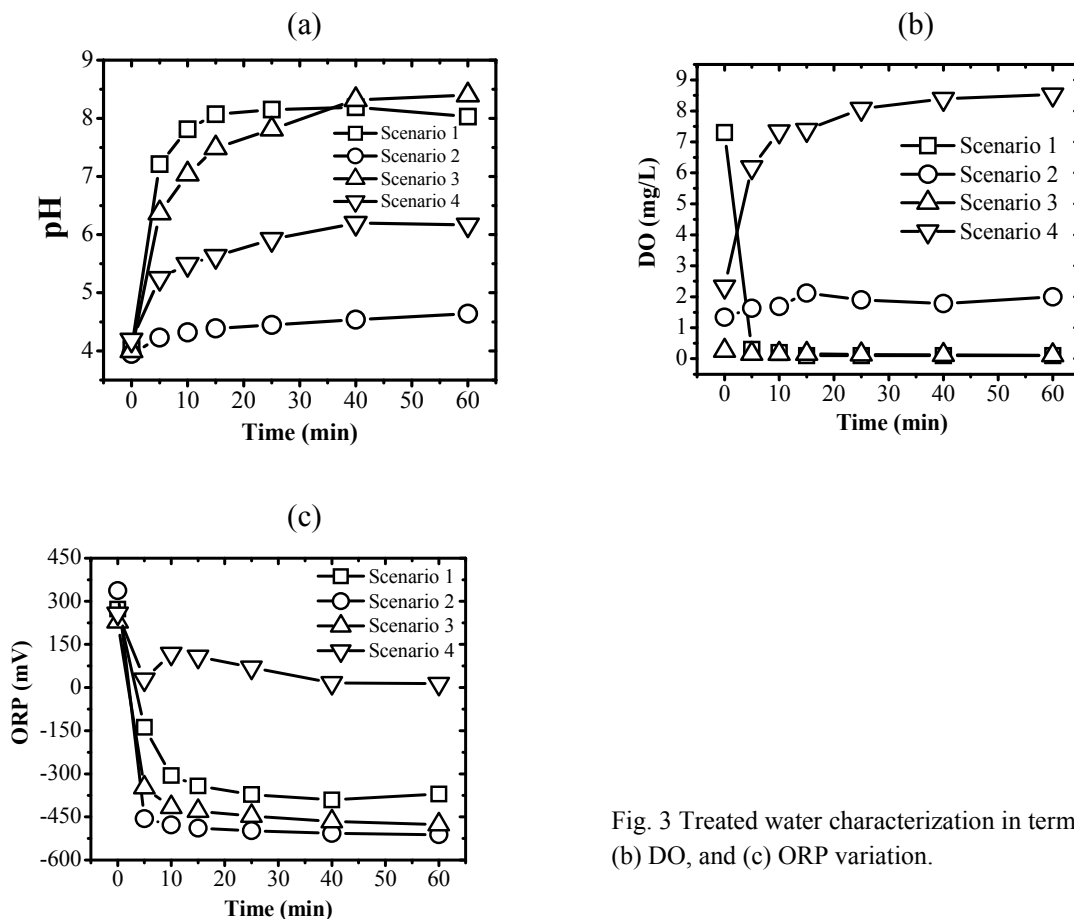 (a)
9
8
7
6
5
4
pH
Scenario 1
Scenario 2
Scenario 3
Scenario 4
0 10 20 30 40 50 60
Time (min)
(b)
9
8
7
6
5
4
3
2
1
0
DO (mg/L)
Scenario 1
Scenario 2
Scenario 3
Scenario 4
0 10 20 30 40 50 60
Time (min)
(c)
450
300
150
0
-150
-300
-450
-600
ORP (mV)
Scenario 1
Scenario 2
Scenario 3
Scenario 4
0 10 20 30 40 50 60
Time (min)
Fig. 3 Treated water characterization in term
(b) DO, and (c) ORP variation.